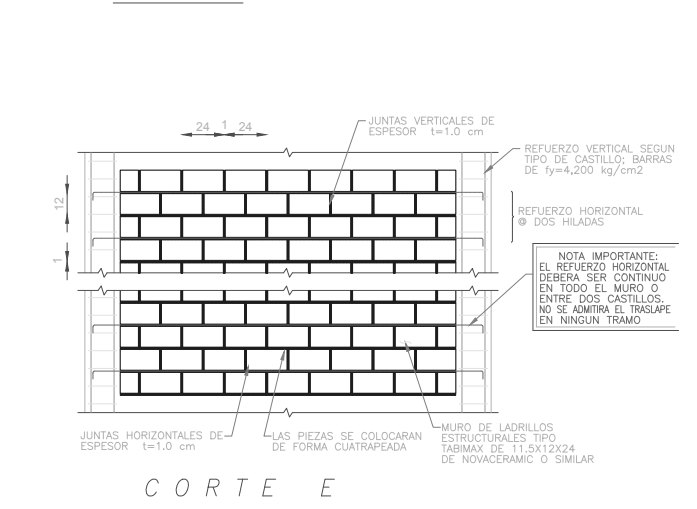 24 1 24
JUNTAS VERTICALES DE
ESPESOR t=1.0 cm
REFUERZO VERTICAL SEGUN
TIPO DE CASTILLO; BARRAS
DE fy=4,200 kg/cm2
12
REFUERZO HORIZONTAL
@ DOS HILADAS
1
NOTA IMPORTANTE:
EL REFUERZO HORIZONTAL
DEBERA SER CONTINUO
EN TODO EL MURO O
ENTRE DOS CASTILLOS.
NO SE ADMITIRA EL TRASLAPE
EN NINGUN TRAMO
JUNTAS HORIZONTALES DE
ESPESOR t=1.0 cm
LAS PIEZAS SE COLOCARAN
DE FORMA CUATRAPEADA
MURO DE LADRILLOS
ESTRUCTURALES TIPO
TABIMAX DE 11.5X12X24
DE NOVACERAMIC O SIMILAR
CORTE E